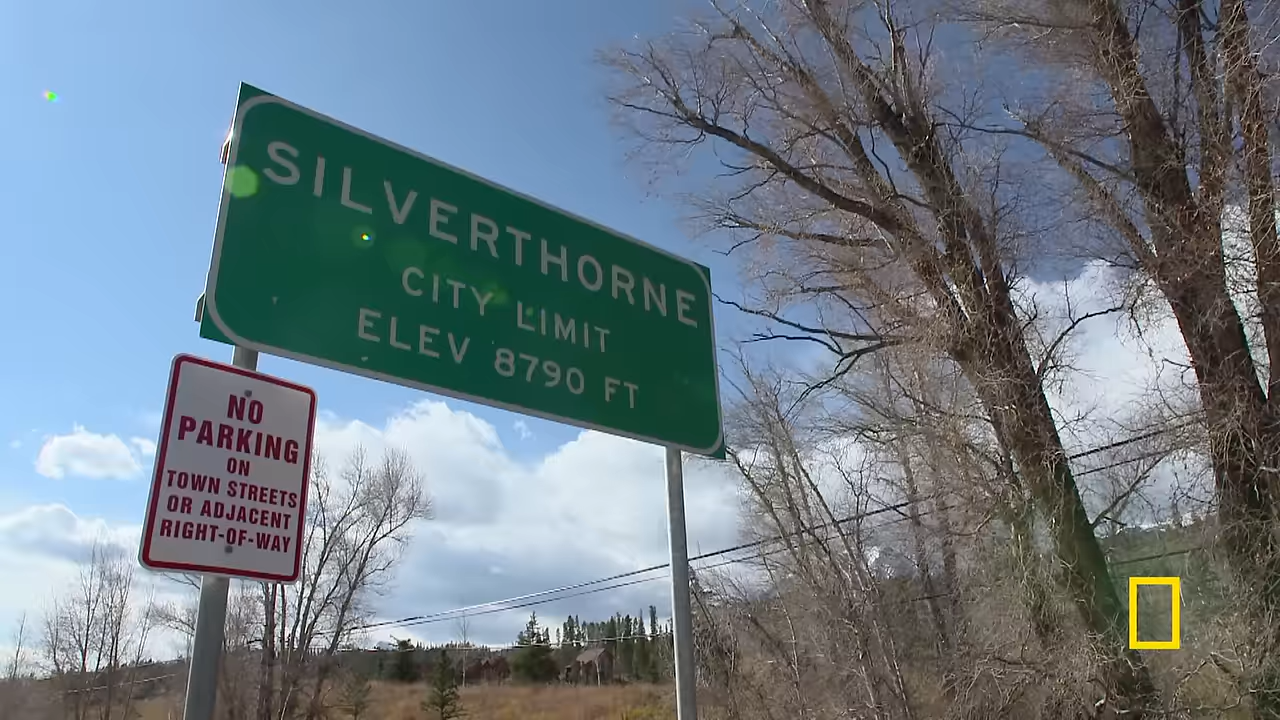 SILVERTHORNE
CITY LIMIT
ELEV 8790 FT
NO
PARKING
ON
TOWN STREETS
OR ADJACENT
RIGHT-OF-WAY